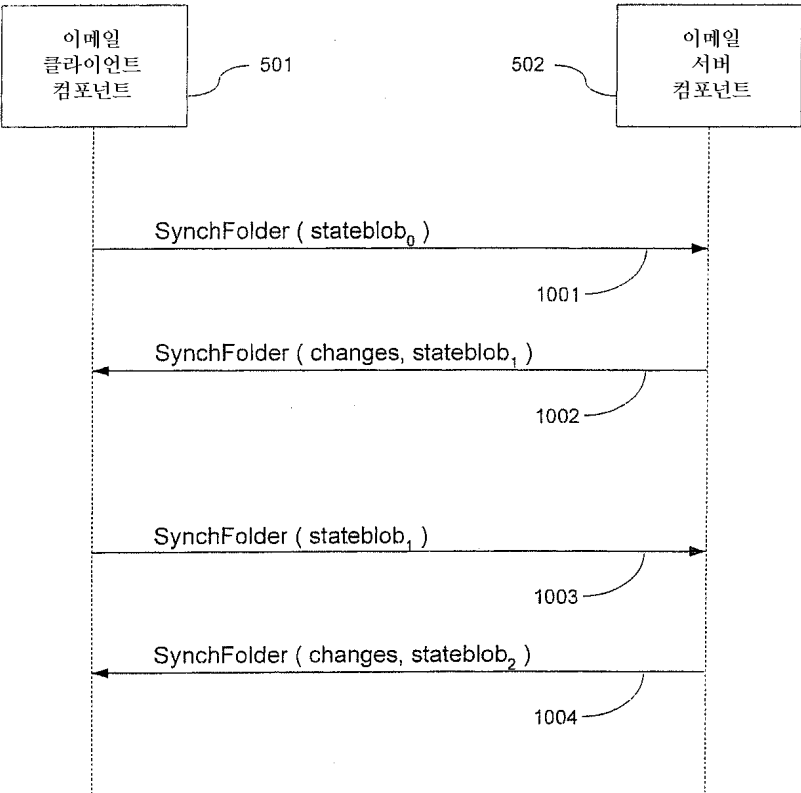 이메일
클라이언트
컴포넌트
501
502
이메일
서버
컴포넌트
SynchFolder ( stateblob₀ )
1001
SynchFolder ( changes, stateblob₁ )
1002
SynchFolder ( stateblob₁ )
1003
SynchFolder ( changes, stateblob₂ )
1004